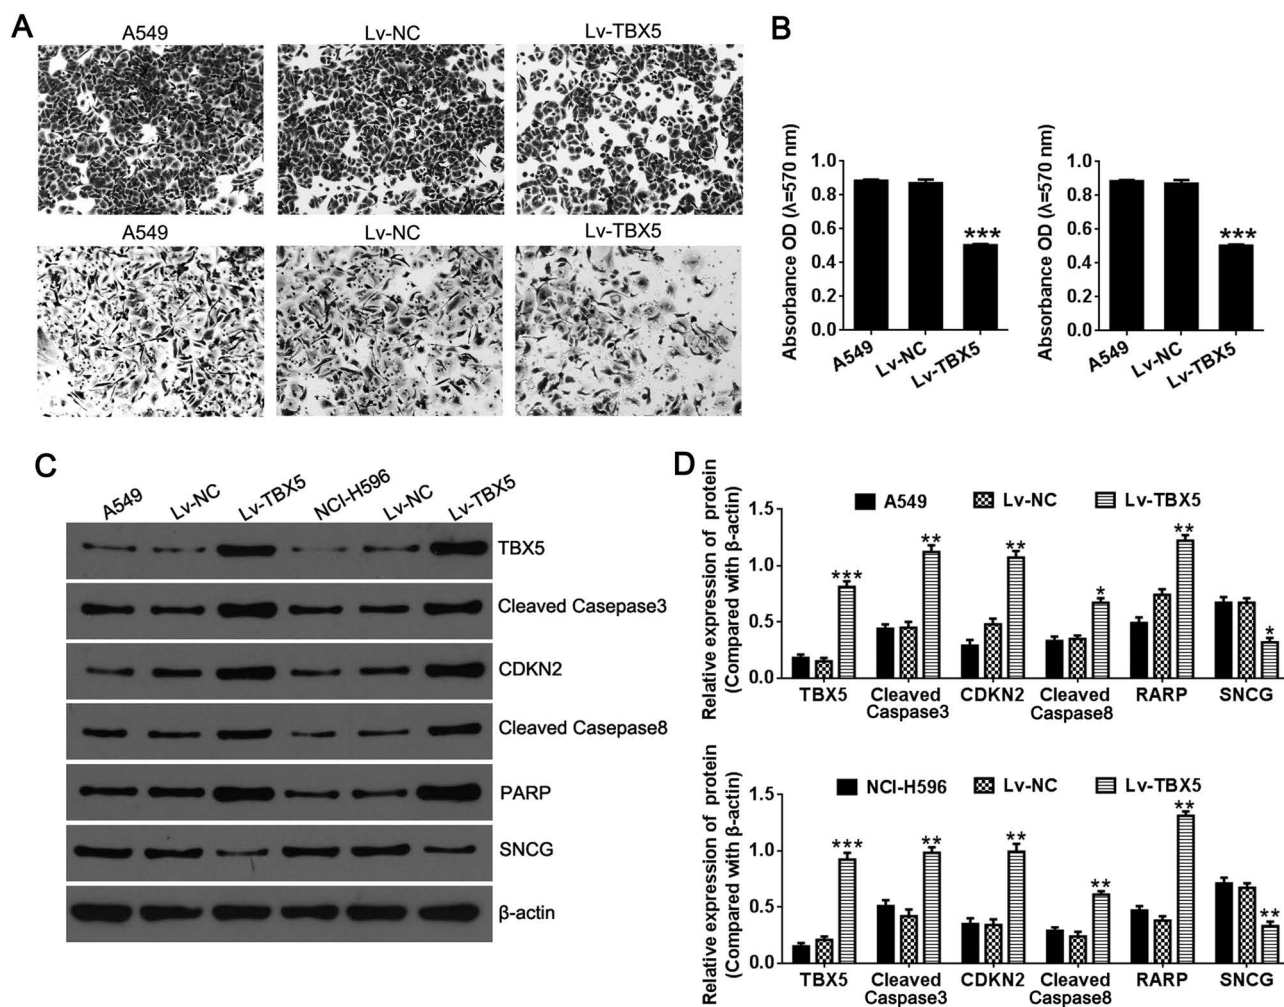 A
A549
Lv-NC
Lv-TBX5
A549
Lv-NC
Lv-TBX5
B
Absorbance OD (λ=570 nm)
1.0
0.8
0.6
0.4
0.2
0.0
***
A549
Lv-NC
Lv-TBX5
Absorbance OD (λ=570 nm)
1.0
0.8
0.6
0.4
0.2
0.0
***
A549
Lv-NC
Lv-TBX5
C
A549
Lv-NC
Lv-TBX5
NCI-H596
Lv-NC
Lv-TBX5
TBX5
Cleaved Casepase3
CDKN2
Cleaved Casepase8
PARP
SNCG
β-actin
D
Relative expression of protein
(Compared with β-actin)
A549
Lv-NC
Lv-TBX5
1.5
1.0
0.5
0.0
***
**
**
*
**
*
TBX5
Cleaved
Caspase3
CDKN2
Cleaved
Caspase8
RARP
SNCG
Relative expression of protein
(Compared with β-actin)
NCI-H596
Lv-NC
Lv-TBX5
1.5
1.0
0.5
0.0
***
**
**
**
**
**
TBX5
Cleaved
Caspase3
CDKN2
Cleaved
Caspase8
RARP
SNCG